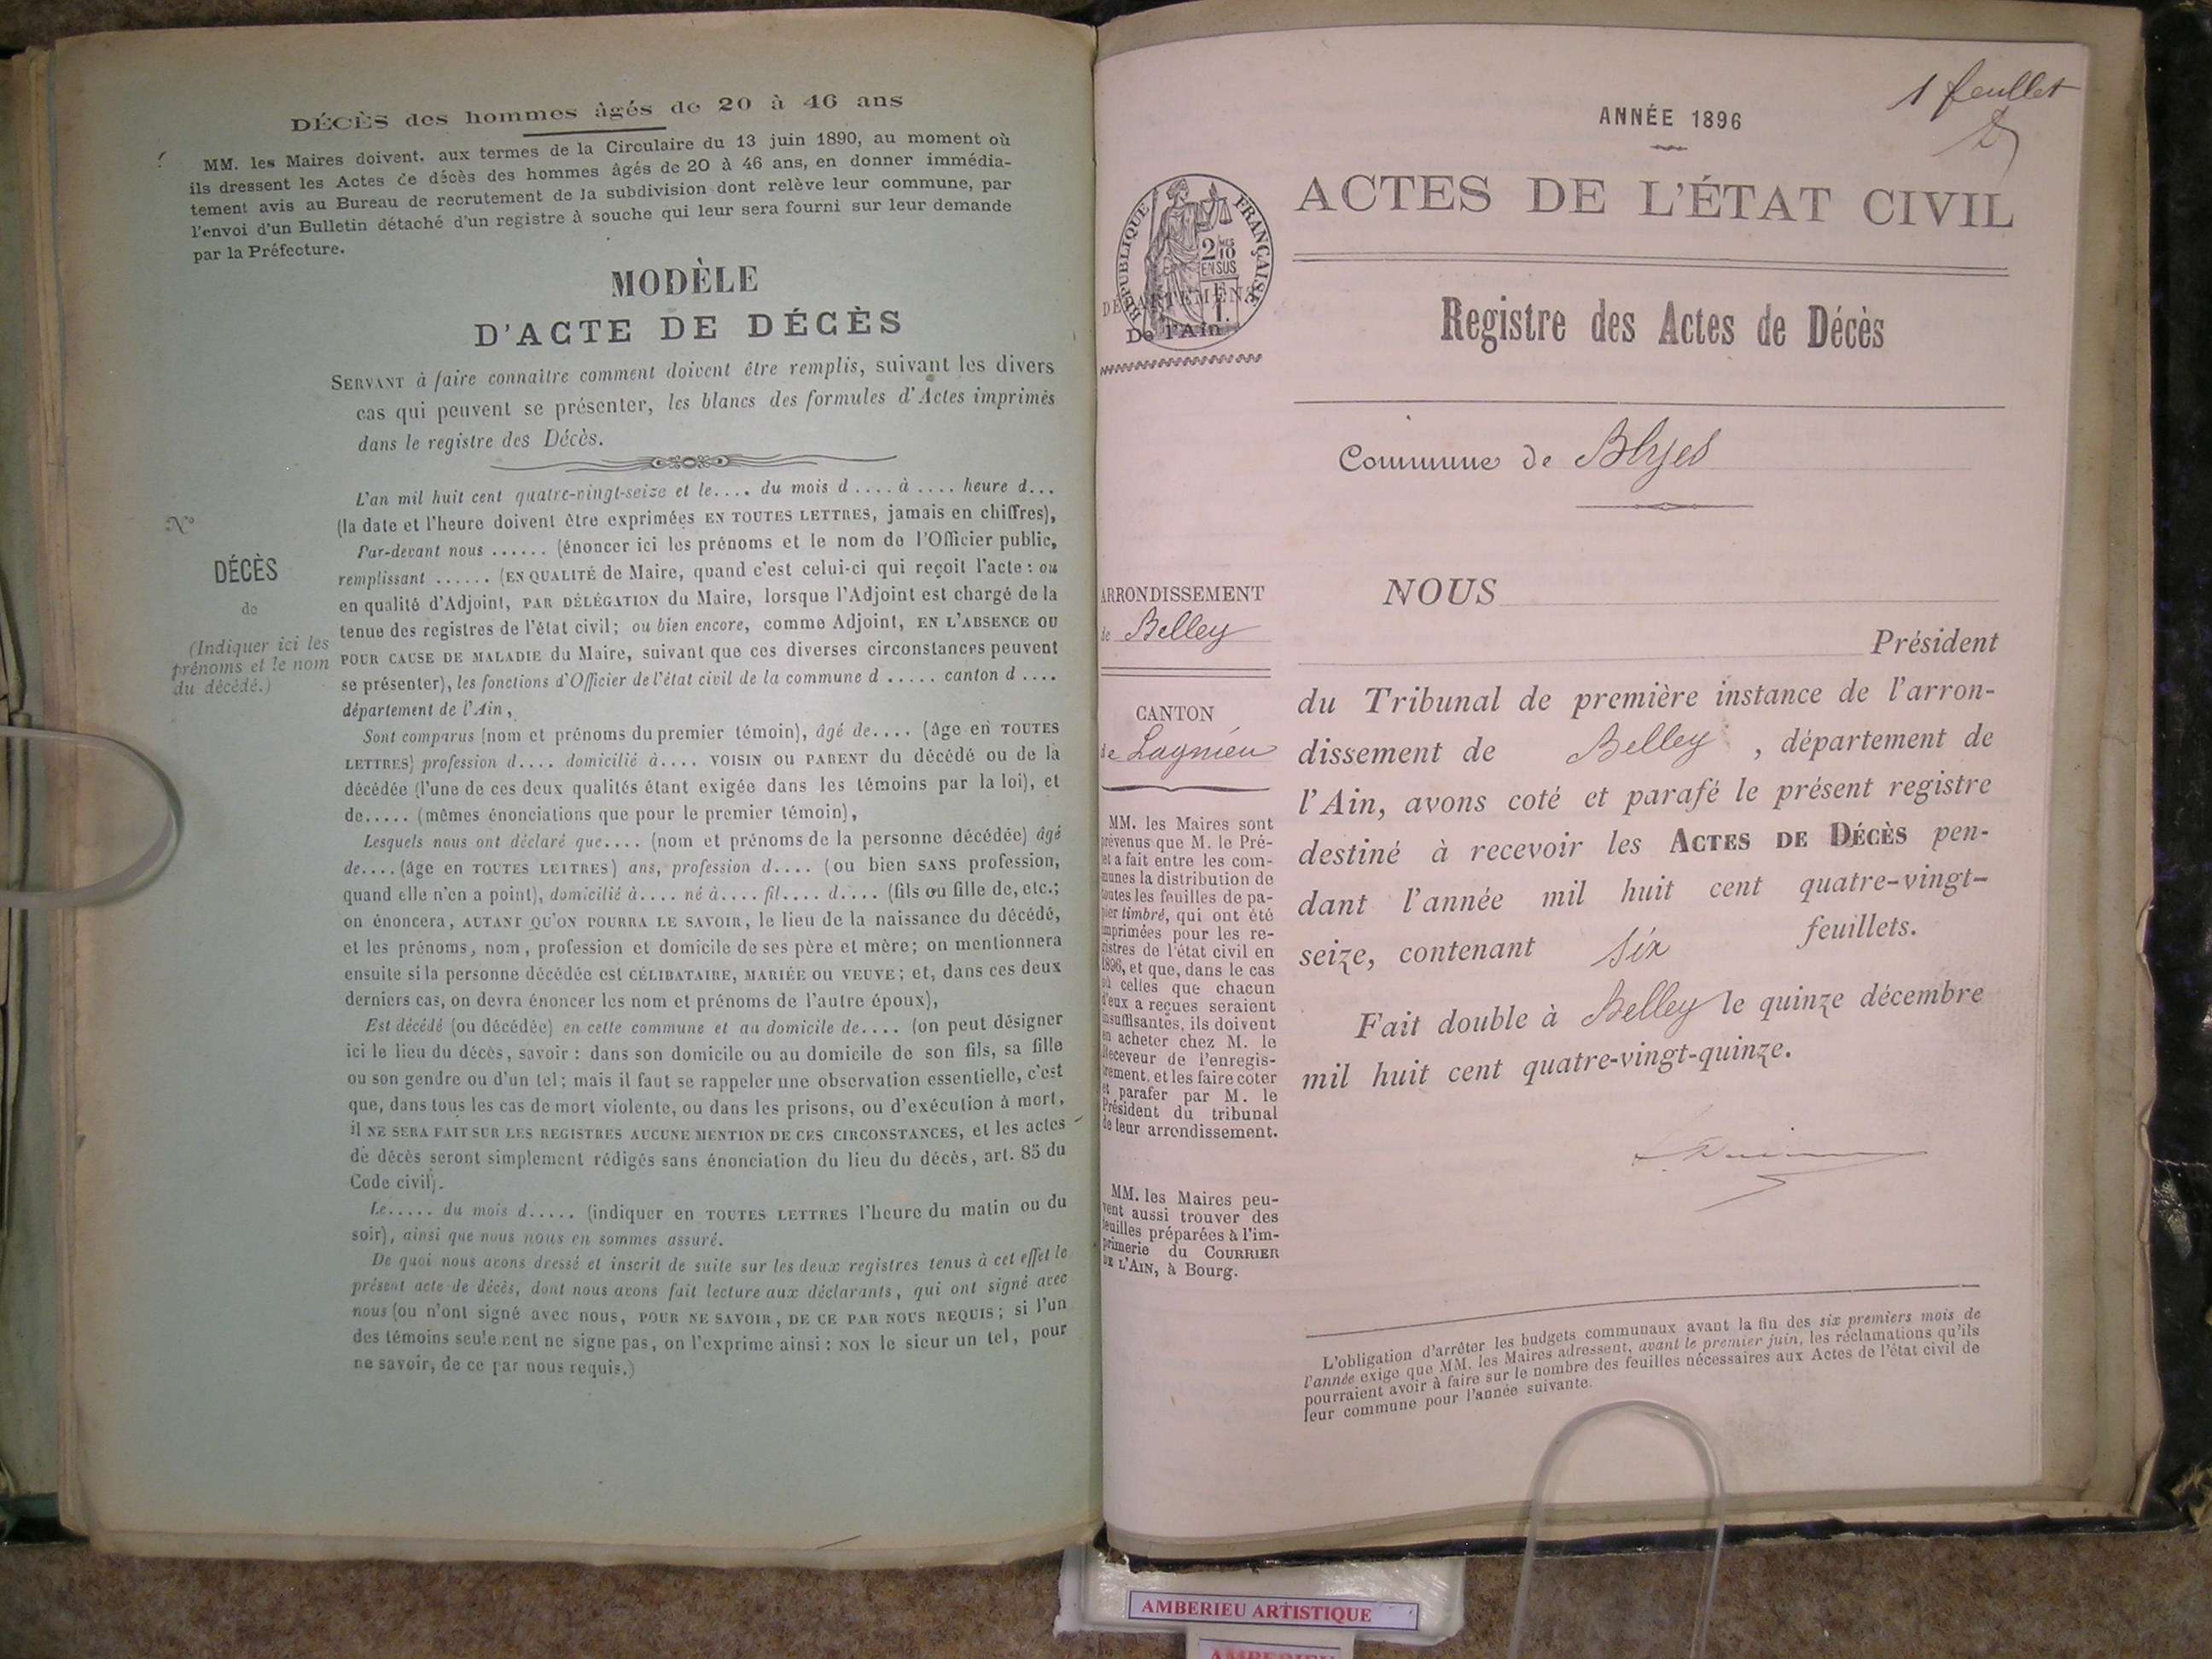 DÉCÈS des hommes âgés de 20 à 46 ans
MM. les Maires doivent, aux termes de la Circulaire du 13 juin 1890, au moment où
ils dressent les Actes de décès des hommes âgés de 20 à 46 ans, en donner immédia-
tement avis au Bureau de recrutement de la subdivision dont relève leur commune, par
l'envoi d'un Bulletin détaché d'un registre à souche qui leur sera fourni sur leur demande
par la Préfecture.
MODÈLE
D'ACTE DE DÉCÈS
SERVANT à faire connaître comment doivent être remplis, suivant les divers
cas qui peuvent se présenter, les blancs des formules d'Actes imprimés
dans le registre des Décès.
N°
DÉCÈS
de
(Indiquer ici les
prénoms et le nom
du décédé.)
L'an mil huit cent quatre-vingt-seize et le.... du mois d .... à .... heure d...
(la date et l'heure doivent être exprimées EN TOUTES LETTRES, jamais en chiffres),
Par-devant nous ...... (énoncer ici les prénoms et le nom de l'Officier public,
remplissant ...... (EN QUALITÉ de Maire, quand c'est celui-ci qui reçoit l'acte : ou
en qualité d'Adjoint, PAR DÉLÉGATION du Maire, lorsque l'Adjoint est chargé de la
tenue des registres de l'état civil; ou bien encore, comme Adjoint, EN L'ABSENCE OU
POUR CAUSE DE MALADIE du Maire, suivant que ces diverses circonstances peuvent
se présenter), les fonctions d'Officier de l'état civil de la commune d ..... canton d ....
département de l'Ain,
Sont comparus (nom et prénoms du premier témoin), âgé de.... (âge en TOUTES
LETTRES) profession d.... domicilié à.... VOISIN OU PARENT du décédé ou de la
décédée (l'une de ces deux qualités étant exigée dans les témoins par la loi), et
de..... (mêmes énonciations que pour le premier témoin),
Lesquels nous ont déclaré que.... (nom et prénoms de la personne décédée) âgé
de.... (âge en TOUTES LEITRES) ans, profession d.... (ou bien SANS profession,
quand elle n'en a point), domicilié à.... né à.... fil.... d.... (fils ou fille de, etc.;
on énoncera, AUTANT QU'ON POURRA LE SAVOIR, le lieu de la naissance du décédé,
et les prénoms, nom, profession et domicile de ses père et mère; on mentionnera
ensuite si la personne décédée est CÉLIBATAIRE, MARIÉE OU VEUVE; et, dans ces deux
derniers cas, on devra énoncer les nom et prénoms de l'autre époux),
Est décédé (ou décédée) en cette commune et au domicile de.... (on peut désigner
ici le lieu du décès, savoir : dans son domicile ou au domicile de son fils, sa fille
ou son gendre ou d'un tel; mais il faut se rappeler une observation essentielle, c'est
que, dans tous les cas de mort violente, ou dans les prisons, ou d'exécution à mort,
il NE SERA FAIT SUR LES REGISTRES AUCUNE MENTION DE CES CIRCONSTANCES, et les actes
de décès seront simplement rédigés sans énonciation du lieu du décès, art. 85 du
Code civil).
Le..... du mois d..... (indiquer en TOUTES LETTRES l'heure du matin ou du
soir), ainsi que nous nous en sommes assuré.
De quoi nous avons dressé et inscrit de suite sur les deux registres tenus à cet effet le
présent acte de décès, dont nous avons fait lecture aux déclarants, qui ont signé avec
nous (ou n'ont signé avec nous, POUR NE SAVOIR, DE CE PAR NOUS REQUIS; si l'un
des témoins seulement ne signe pas, on l'exprime ainsi : NON le sieur un tel, pour
ne savoir, de ce par nous requis.)
1 feuillet
ANNÉE 1896
ACTES DE L'ÉTAT CIVIL
RÉPUBLIQUE FRANÇAISE
2/10
EN SUS
DÉPARTEMENT
De l'Ain
Registre des Actes de Décès
Commune de Blyes
ARRONDISSEMENT
de Belley
CANTON
de Lagnieu
MM. les Maires sont
prévenus que M. le Pré-
fet a fait entre les com-
munes la distribution de
toutes les feuilles de pa-
pier timbré, qui ont été
imprimées pour les re-
gistres de l'état civil en
1896, et que, dans le cas
où celles que chacun
d'eux a reçues seraient
insuffisantes, ils doivent
en acheter chez M. le
Receveur de l'enregis-
trement, et les faire coter
et parafer par M. le
Président du tribunal
de leur arrondissement.
MM. les Maires peu-
vent aussi trouver des
feuilles préparées à l'im-
primerie du COURRIER
DE L'AIN, à Bourg.
NOUS
Président
du Tribunal de première instance de l'arron-
dissement de Belley, département de
l'Ain, avons coté et parafé le présent registre
destiné à recevoir les ACTES DE DÉCÈS pen-
dant l'année mil huit cent quatre-vingt-
seize, contenant six feuillets.
Fait double à Belley le quinze décembre
mil huit cent quatre-vingt-quinze.
L'obligation d'arrêter les budgets communaux avant la fin des six premiers mois de
l'année exige que MM. les Maires adressent, avant le premier juin, les réclamations qu'ils
pourraient avoir à faire sur le nombre des feuilles nécessaires aux Actes de l'état civil de
leur commune pour l'année suivante.
AMBERIEU ARTISTIQUE
AMBERIEU